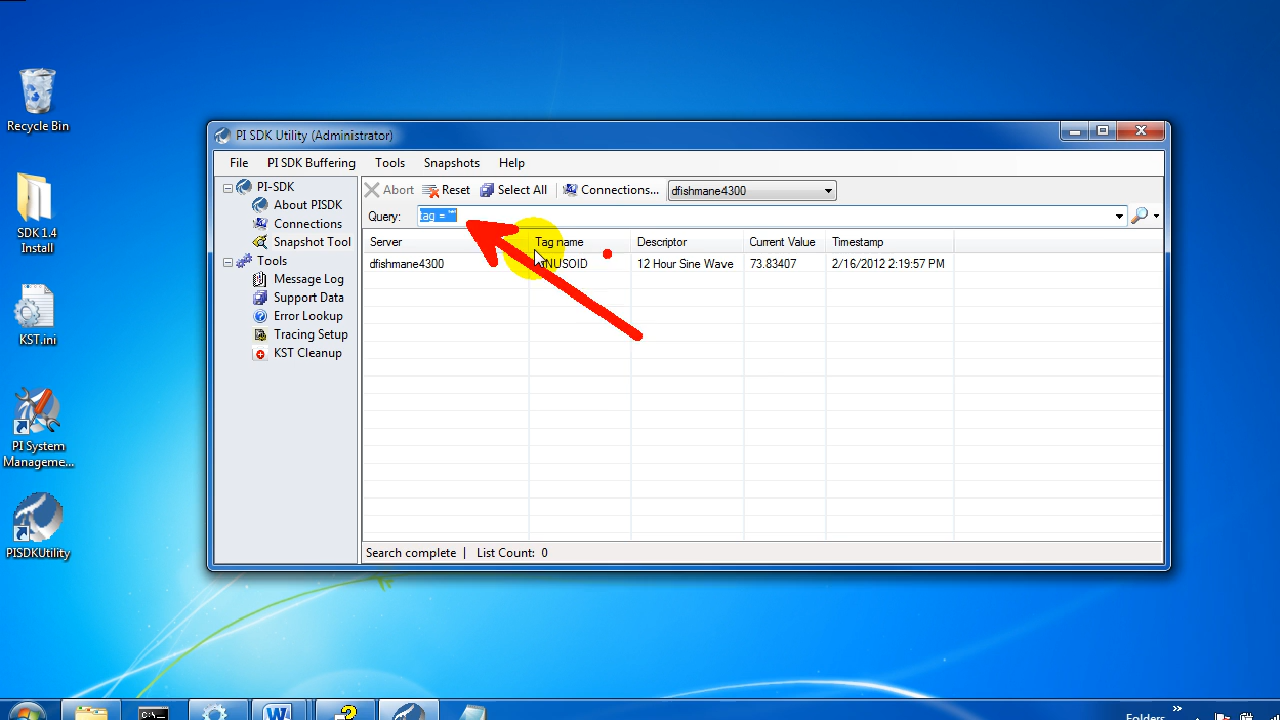 Recycle Bin
SDK 1.4
Install
KST.ini
PI System
Manageme...
PISDKUtility
PI SDK Utility (Administrator)
File PI SDK Buffering Tools Snapshots Help
PI-SDK
About PISDK
Connections
Snapshot Tool
Tools
Message Log
Support Data
Error Lookup
Tracing Setup
KST Cleanup
Abort Reset Select All Connections... dfishmane4300
Query: tag = ""
Server Tag name Descriptor Current Value Timestamp
dfishmane4300 12 Hour Sine Wave 73.83407 2/16/2012 2:19:57 PM
Search complete | List Count: 0
C:\.
W
Folders »